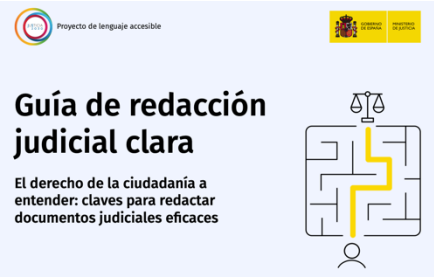 Proyecto de lenguaje accesible
GOBIERNO
DE ESPAÑA
MINISTERIO
DE JUSTICIA
Guía de redacción
judicial clara
El derecho de la ciudadanía a
entender: claves para redactar
documentos judiciales eficaces